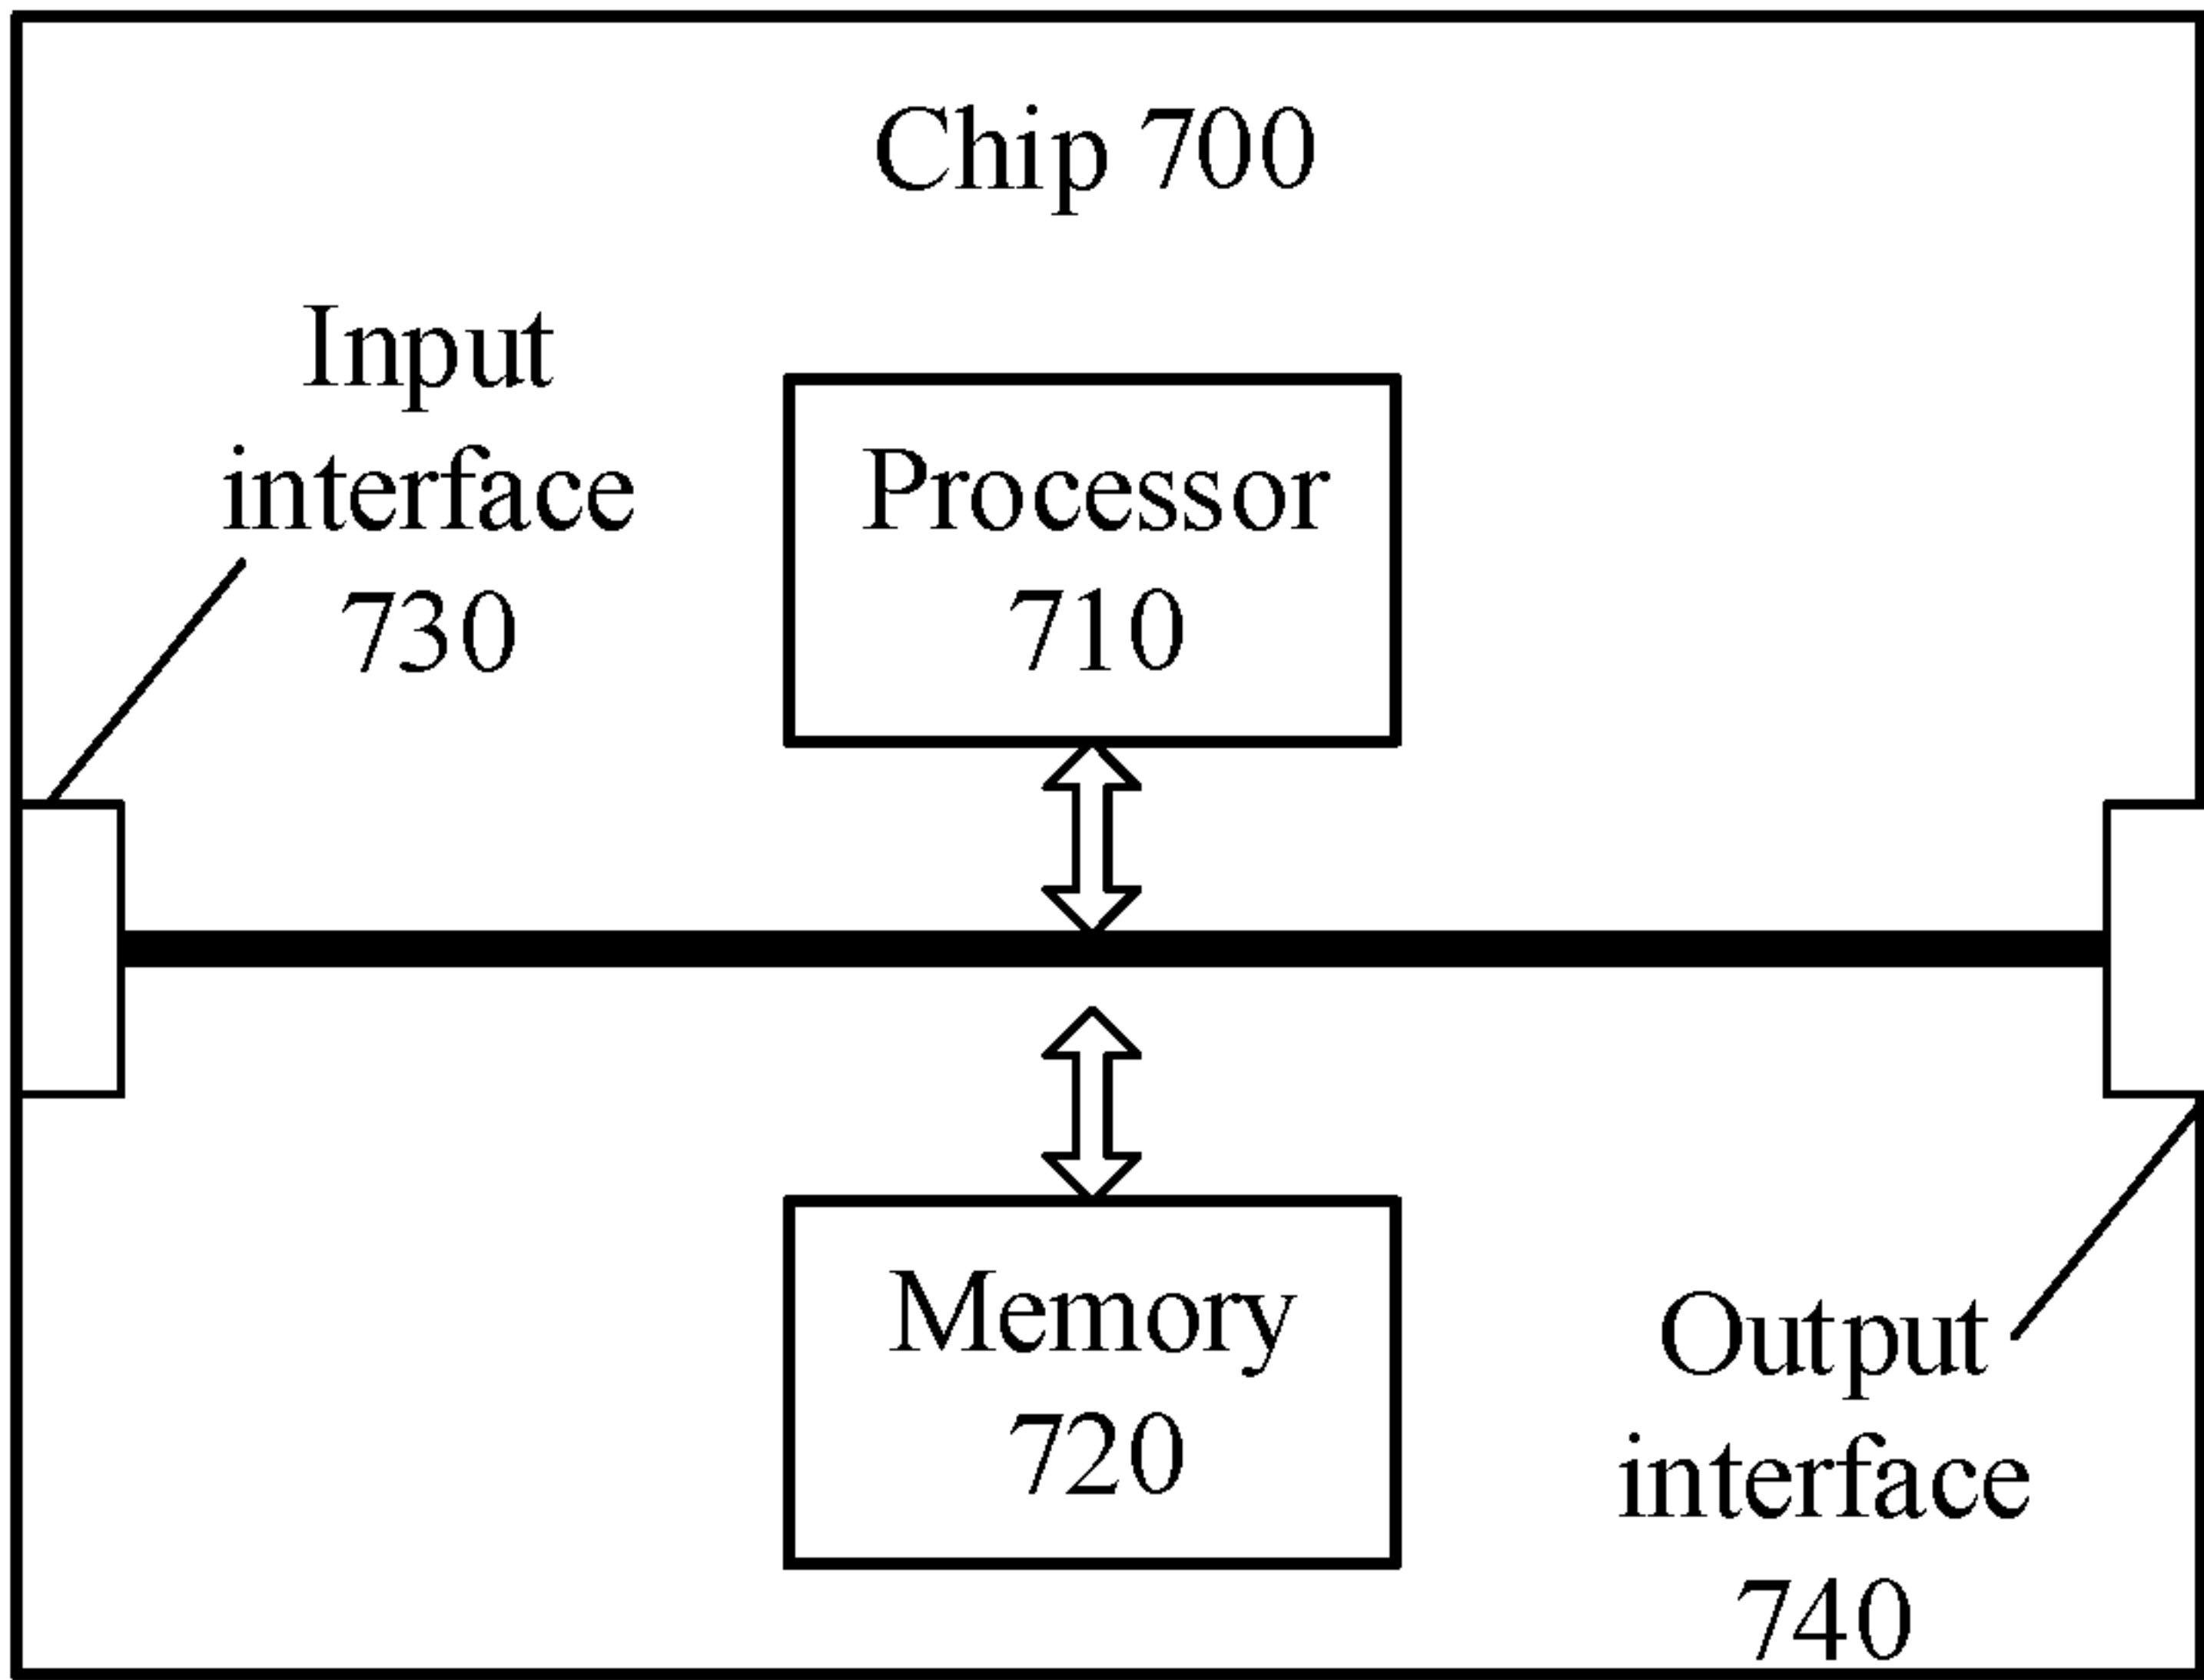 Chip 700
Input
interface
730
Processor
710
Memory
720
Output
interface
740